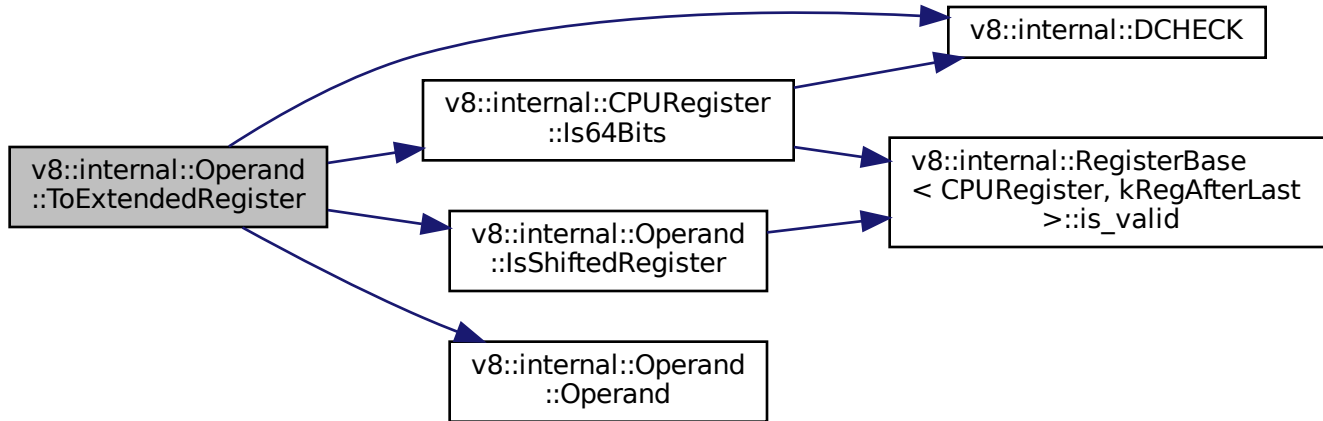 v8::internal::Operand
::ToExtendedRegister
v8::internal::DCHECK
v8::internal::CPURegister
::Is64Bits
v8::internal::RegisterBase
< CPURegister, kRegAfterLast
>::is_valid
v8::internal::Operand
::IsShiftedRegister
v8::internal::Operand
::Operand